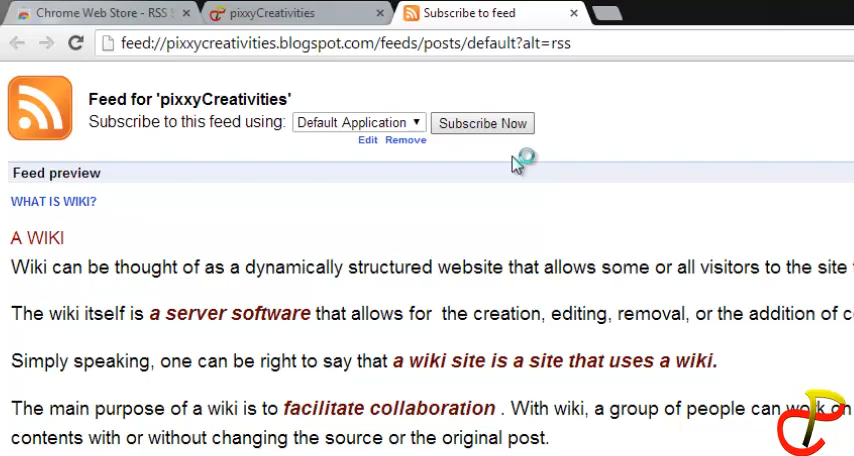 Chrome Web Store - RSS
pixxyCreativities
Subscribe to feed
feed://pixxycreativities.blogspot.com/feeds/posts/default?alt=rss
Feed for 'pixxyCreativities'
Subscribe to this feed using: Default Application Subscribe Now
Edit Remove
Feed preview
WHAT IS WIKI?
A WIKI
Wiki can be thought of as a dynamically structured website that allows some or all visitors to the site
The wiki itself is a server software that allows for the creation, editing, removal, or the addition of
Simply speaking, one can be right to say that a wiki site is a site that uses a wiki.
The main purpose of a wiki is to facilitate collaboration . With wiki, a group of people can work on
contents with or without changing the source or the original post.